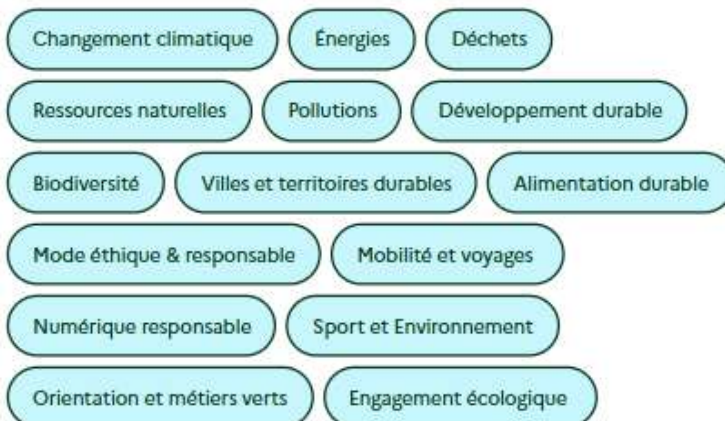 Changement climatique Énergies Déchets
Ressources naturelles Pollutions Développement durable
Biodiversité Villes et territoires durables Alimentation durable
Mode éthique & responsable Mobilité et voyages
Numérique responsable Sport et Environnement
Orientation et métiers verts Engagement écologique